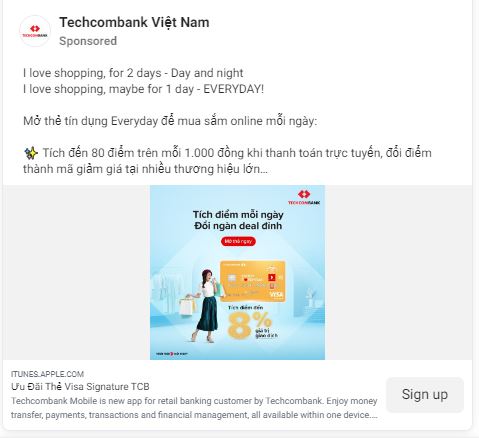 Techcombank Việt Nam
Sponsored
I love shopping, for 2 days - Day and night
I love shopping, maybe for 1 day - EVERYDAY!
Mở thẻ tín dụng Everyday để mua sắm online mỗi ngày:
✨ Tích đến 80 điểm trên mỗi 1.000 đồng khi thanh toán trực tuyến, đổi điểm
thành mã giảm giá tại nhiều thương hiệu lớn...
TECHCOMBANK
Tích điểm mỗi ngày
Đổi ngàn deal đỉnh
Mở thẻ ngay
VISA
Tích điểm đến
8% giá trị
giao dịch
ITUNES.APPLE.COM
Ưu Đãi Thẻ Visa Signature TCB
Techcombank Mobile is new app for retail banking customer by Techcombank. Enjoy money
transfer, payments, transactions and financial management, all available within one device....
Sign up